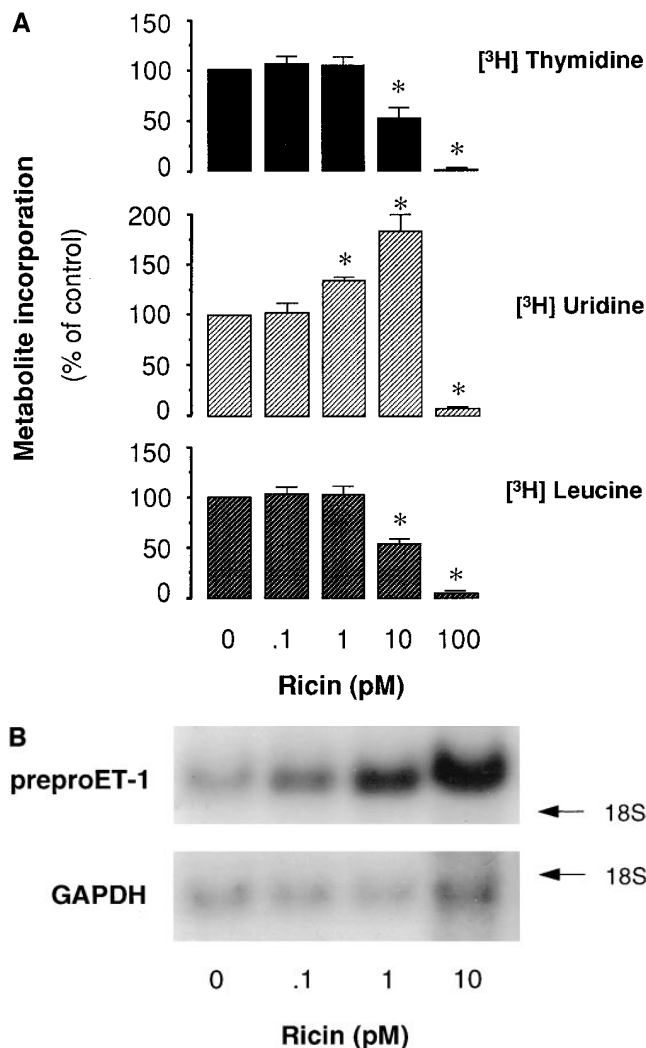 A
Metabolite incorporation
(% of control)
150
100
50
0
[³H] Thymidine
* *
200
150
100
50
0
[³H] Uridine
* * *
150
100
50
0
[³H] Leucine
* *
0 .1 1 10 100
Ricin (pM)
B
preproET-1
18S
GAPDH
18S
0 .1 1 10
Ricin (pM)